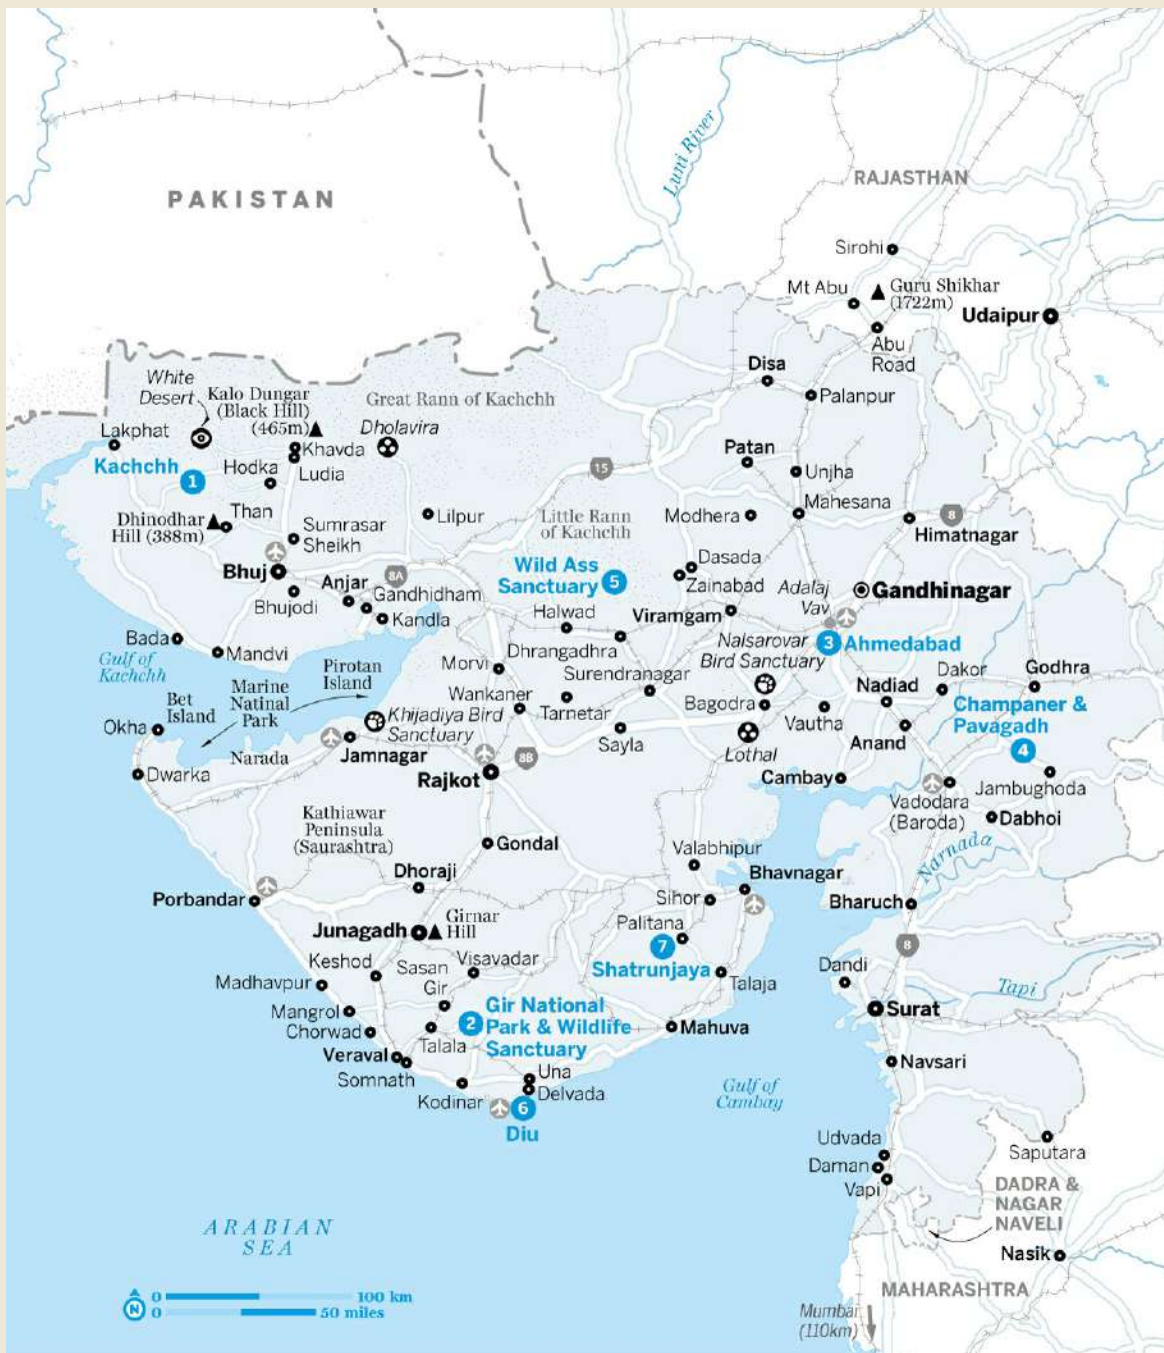 PAKISTAN
Luni River
RAJASTHAN
Sirohi
Mt Abu
Guru Shikhar
(1722m)
Udaipur
Abu
Road
Disa
Palanpur
White
Desert
Kalo Dungar
(Black Hill)
(465m)
Great Rann of Kachchh
Dholavira
Lakphat
Khavda
Kachchh
1
Hodka
Ludia
15
Patan
Unjha
Dhinodhar
Hill (388m)
Than
Sumrasar
Sheikh
Lilpur
Little Rann
of Kachchh
Modhera
Mahesana
8
Himatnagar
Bhuj
Anjar
8A
Wild Ass
Sanctuary
5
Dasada
Zainabad
Adalaj
Vav
Gandhinagar
Bhujodi
Gandhidham
Kandla
Halwad
Viramgam
Bada
Mandvi
Dhrangadhra
Nalsarovar
Bird Sanctuary
3
Ahmedabad
Gulf of
Kachchh
Pirotan
Island
Morvi
Surendranagar
Dakor
Godhra
Bet
Island
Marine
Natinal
Park
Wankaner
Tarnetar
Bagodra
Nadiad
Champaner &
Pavagadh
4
Okha
Khijadiya Bird
Sanctuary
Sayla
Vautha
Anand
Narada
Jamnagar
8B
Lothal
Dwarka
Rajkot
Cambay
Jambughoda
Vadodara
(Baroda)
Dabhoi
Kathiawar
Peninsula
(Saurashtra)
Gondal
Valabhipur
Narnada
Dhoraji
Bhavnagar
Porbandar
Sihor
Bharuch
Junagadh
Girnar
Hill
Palitana
7
Shatrunjaya
8
Keshod
Sasan
Gir
Visavadar
Dandi
Madhavpur
Talaja
Tapi
Mangrol
2
Gir National
Park & Wildlife
Sanctuary
Surat
Chorwad
Talala
Mahuva
Veraval
Somnath
Una
Navsari
Kodinar
Delvada
6
Diu
Gulf of
Cambay
Udvada
Daman
Vapi
Saputara
DADRA &
NAGAR
NAVELI
ARABIAN
SEA
Nasik
MAHARASHTRA
N
0 100 km
0 50 miles
Mumbai
(110km)